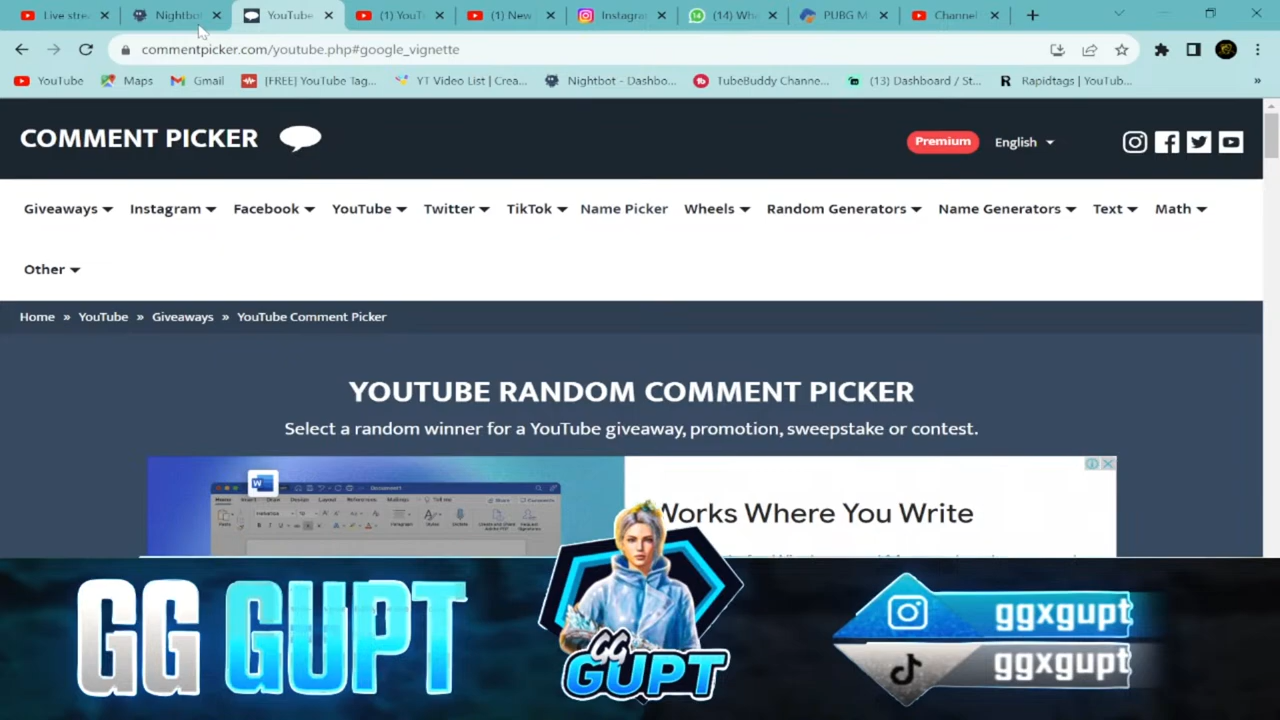 Live stre
Nightbot
YouTube
(1) YouT
(1) New
Instagra
(14) Wha
PUBG M
Channel
commentpicker.com/youtube.php#google_vignette
YouTube
Maps
Gmail
[FREE] YouTube Tag...
YT Video List | Crea...
Nightbot - Dashbo...
TubeBuddy Channe...
(13) Dashboard / St...
Rapidtags | YouTub...
»
COMMENT PICKER
Premium
English
Giveaways
Instagram
Facebook
YouTube
Twitter
TikTok
Name Picker
Wheels
Random Generators
Name Generators
Text
Math
Other
Home » YouTube » Giveaways » YouTube Comment Picker
YOUTUBE RANDOM COMMENT PICKER
Select a random winner for a YouTube giveaway, promotion, sweepstake or contest.
Works Where You Write
GG GUPT
GG
GUPT
ggxgupt
ggxgupt